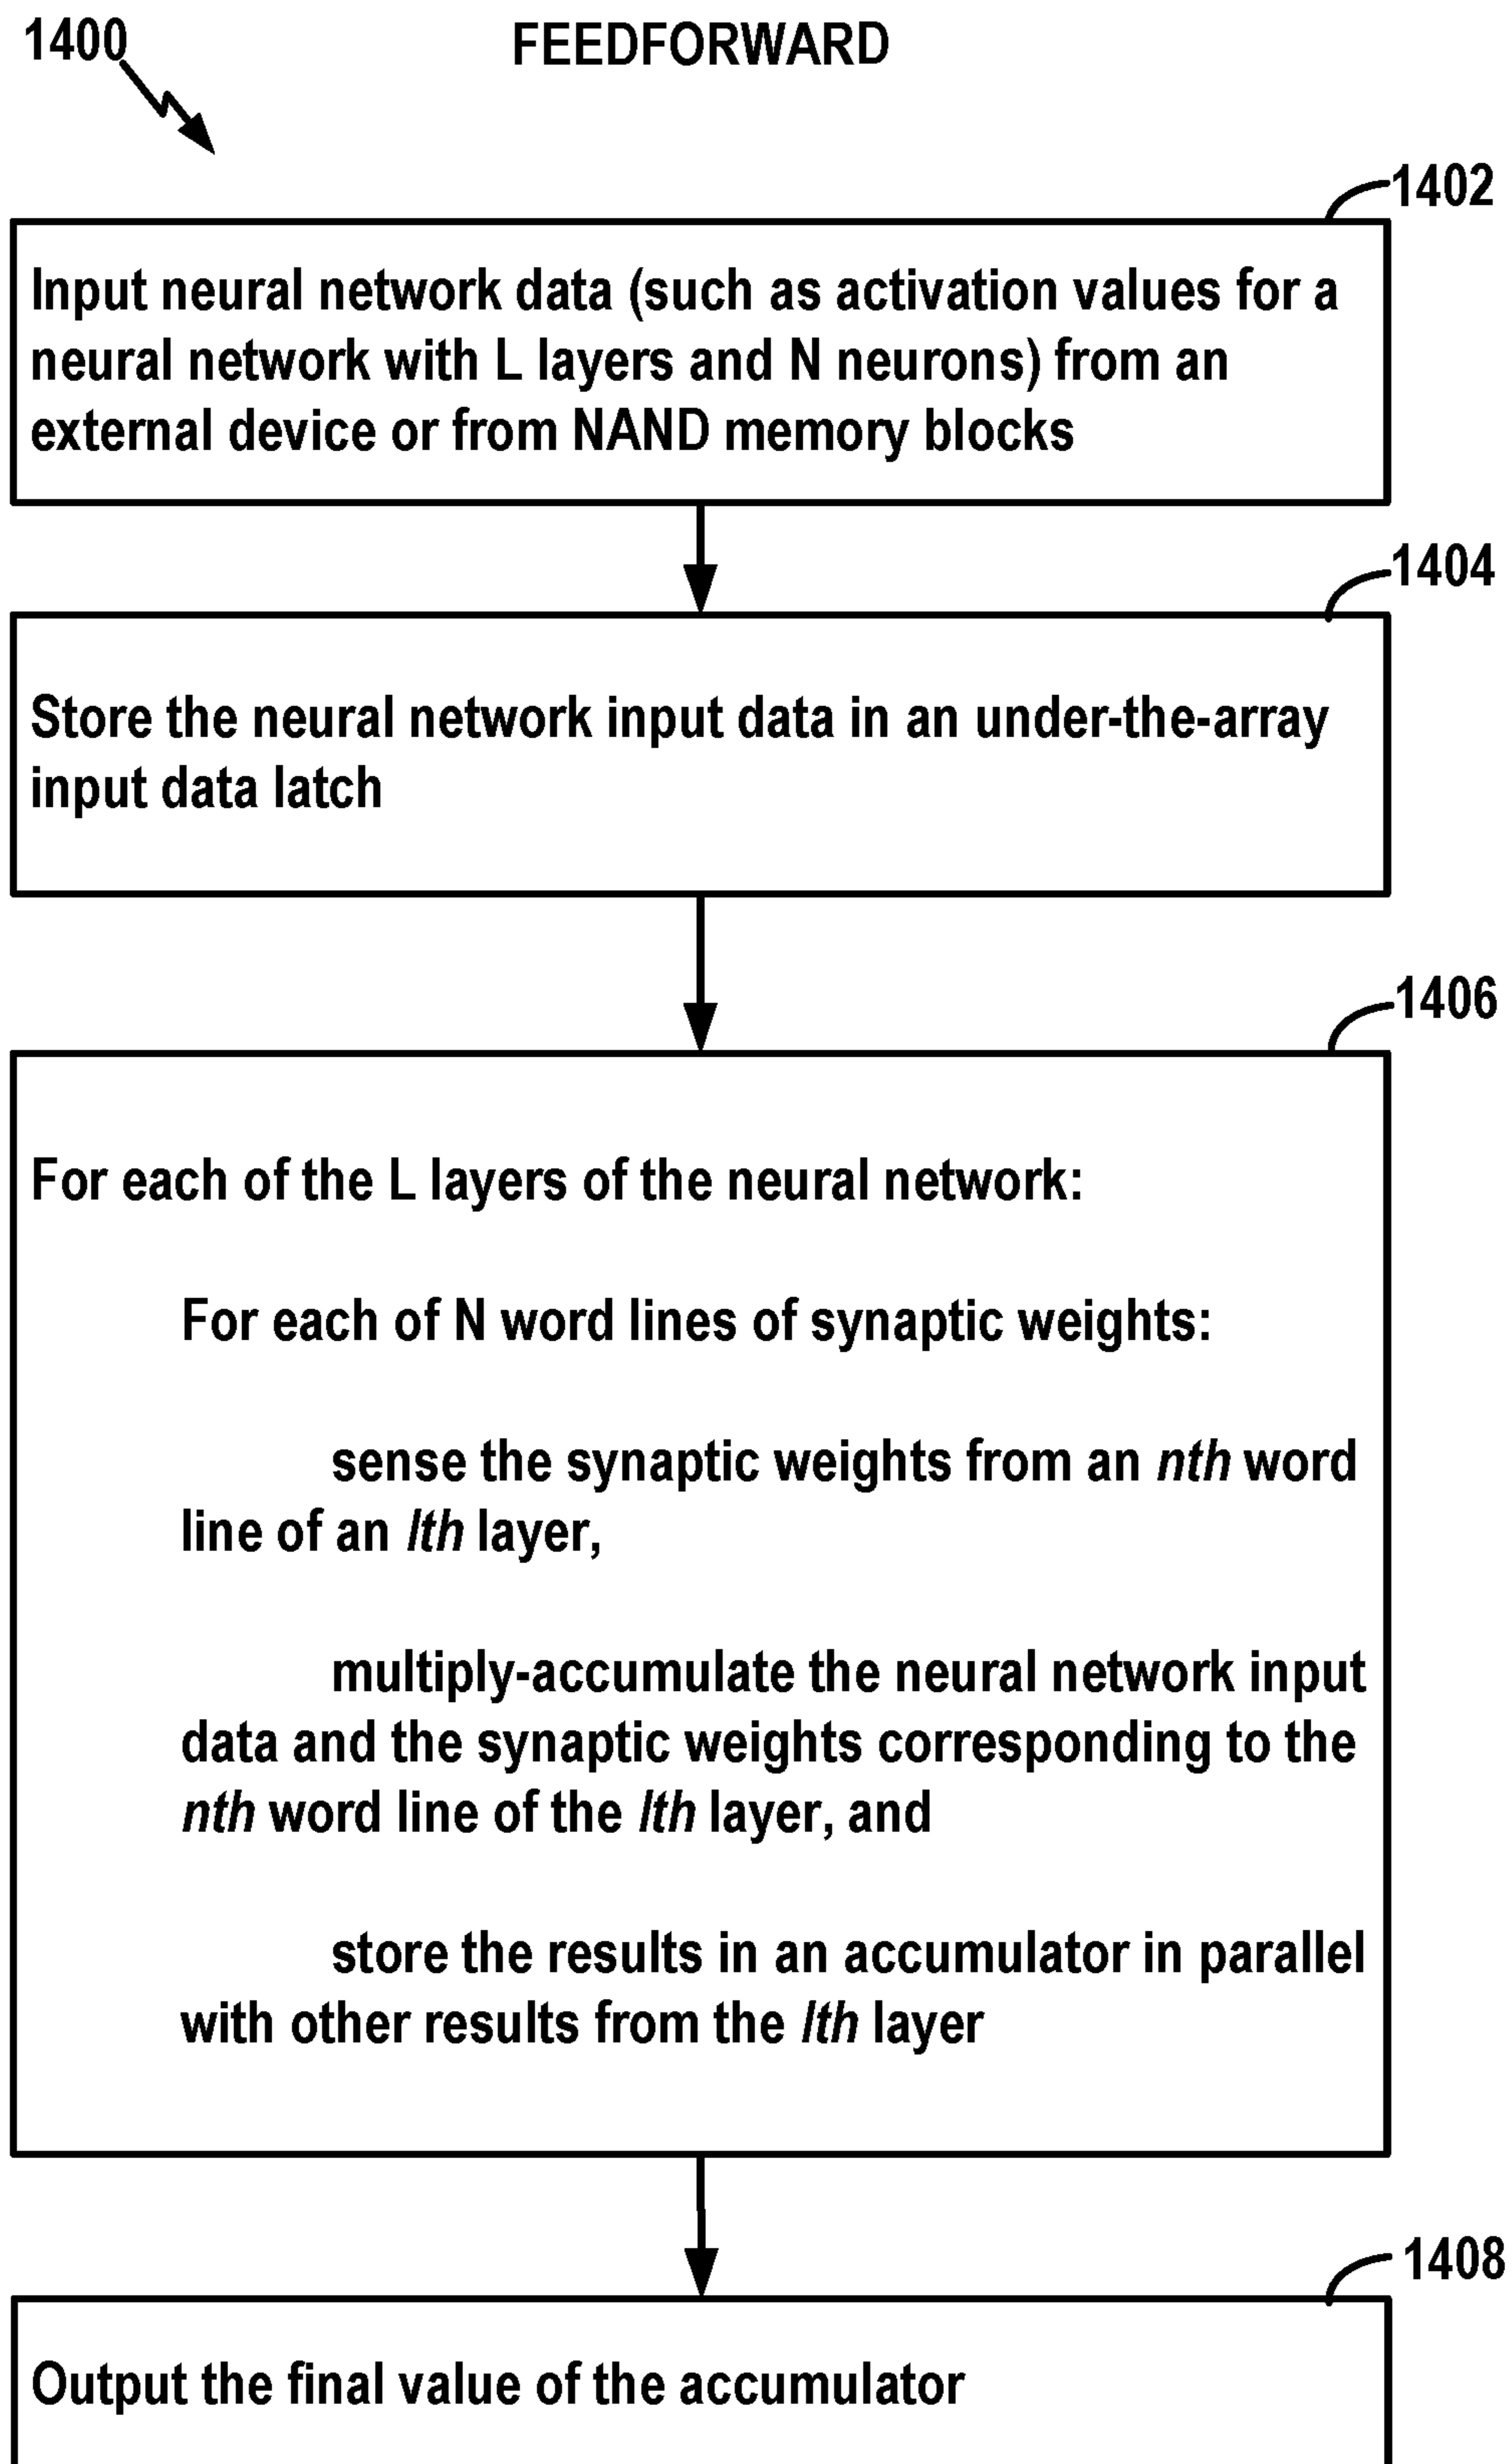 1400
FEEDFORWARD
1402
Input neural network data (such as activation values for a
neural network with L layers and N neurons) from an
external device or from NAND memory blocks
1404
Store the neural network input data in an under-the-array
input data latch
1406
For each of the L layers of the neural network:
For each of N word lines of synaptic weights:
sense the synaptic weights from an nth word
line of an lth layer,
multiply-accumulate the neural network input
data and the synaptic weights corresponding to the
nth word line of the lth layer, and
store the results in an accumulator in parallel
with other results from the lth layer
1408
Output the final value of the accumulator